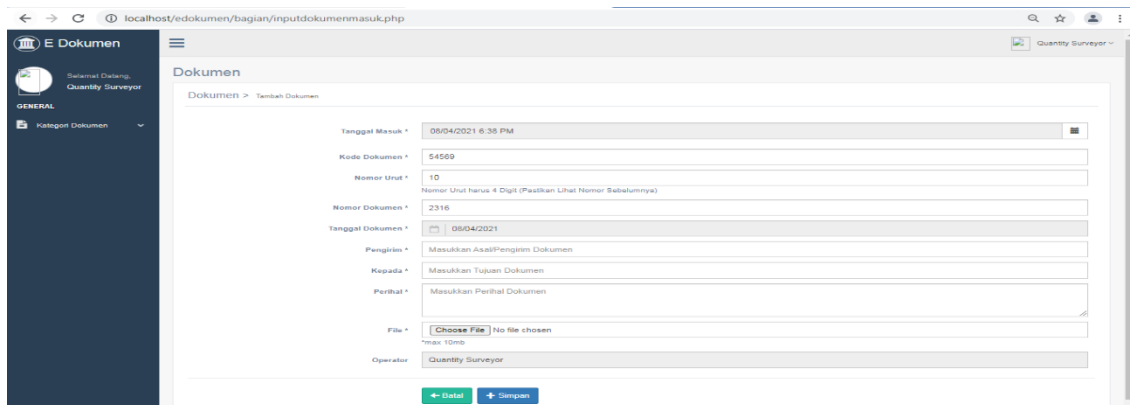 localhost/edokumen/bagian/inputdokumenmasuk.php
E Dokumen
Quantity Surveyor
Selamat Datang,
Quantity Surveyor
GENERAL
Kategori Dokumen
Dokumen
Dokumen > Tambah Dokumen
Tanggal Masuk * 08/04/2021 6:38 PM
Kode Dokumen * 54569
Nomor Urut * 10
Nomor Urut harus 4 Digit (Pastikan Lihat Nomor Sebelumnya)
Nomor Dokumen * 2316
Tanggal Dokumen * 08/04/2021
Pengirim * Masukkan Asal/Pengirim Dokumen
Kepada * Masukkan Tujuan Dokumen
Perihal * Masukkan Perihal Dokumen
File * Choose File No file chosen
*max 10mb
Operator Quantity Surveyor
Batal Simpan